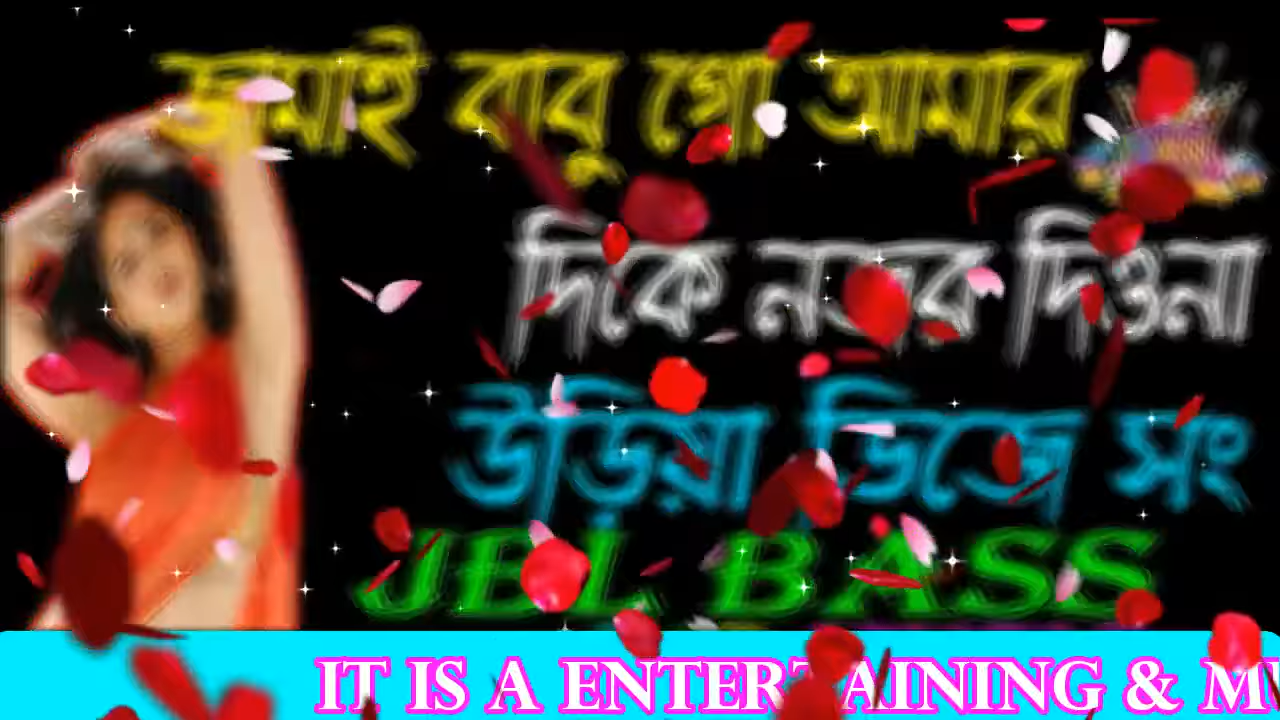 জামাই বাবু গো আমার
দিকে নজর দিওনা
উড়িয়া ভিজে সং
JBL BASS
IT IS A ENTERTAINING & M